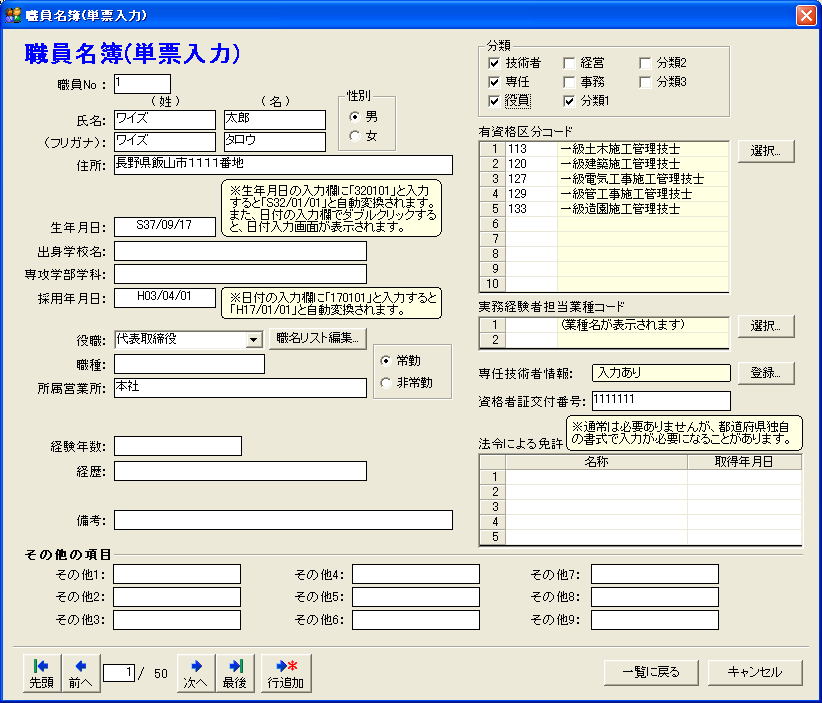 職員名簿(単票入力)
職員名簿(単票入力)
職員No : 1
(姓) (名)
氏名: ワイズ 太郎
(フリガナ): ワイズ タロウ
性別
男
女
住所: 長野県飯山市1111番地
※生年月日の入力欄に「320101」と入力
すると「S32/01/01」と自動変換されます。
また、日付の入力欄でダブルクリックする
と、日付入力画面が表示されます。
生年月日: S37/09/17
出身学校名:
専攻学部学科:
採用年月日: H03/04/01
※日付の入力欄に「170101」と入力すると
「H17/01/01」と自動変換されます。
役職: 代表取締役 職名リスト編集...
職種:
常勤
非常勤
所属営業所: 本社
経験年数:
経歴:
備考:
分類
技術者 経営 分類2
専任 事務 分類3
役員 分類1
有資格区分コード
1 113 一級土木施工管理技士 選択...
2 120 一級建築施工管理技士
3 127 一級電気工事施工管理技士
4 129 一級管工事施工管理技士
5 133 一級造園施工管理技士
6
7
8
9
10
実務経験者担当業種コード
1 (業種名が表示されます) 選択...
2
専任技術者情報: 入力あり 登録...
資格者証交付番号: 1111111
※通常は必要ありませんが、都道府県独自
の書式で入力が必要になることがあります。
法令による免許
名称 取得年月日
1
2
3
4
5
その他の項目
その他1: その他4: その他7:
その他2: その他5: その他8:
その他3: その他6: その他9:
先頭 前へ 1 / 50 次へ 最後 行追加 一覧に戻る キャンセル